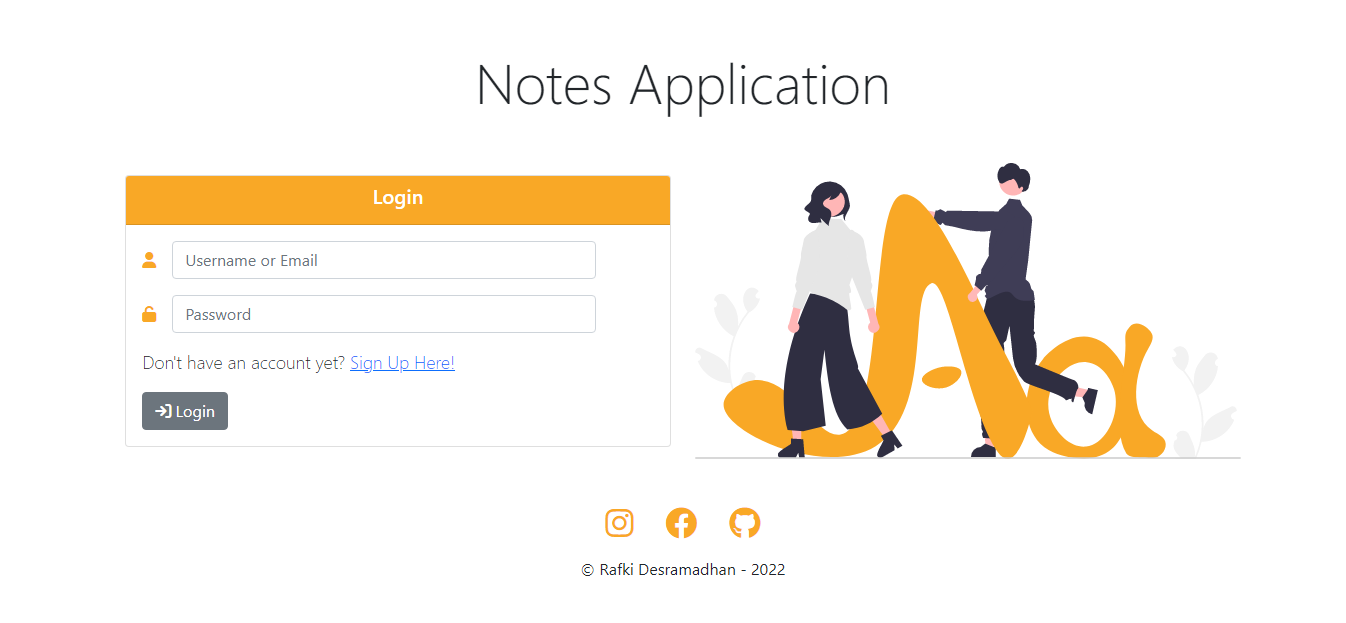 Notes Application
Login
Username or Email
Password
Don't have an account yet? Sign Up Here!
Login
Aa
© Rafki Desramadhan - 2022